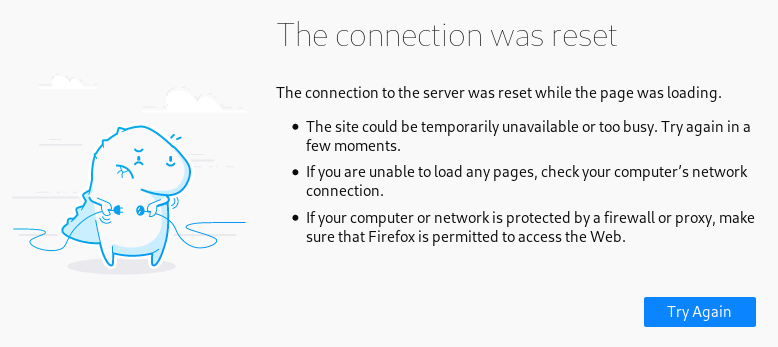 The connection was reset
The connection to the server was reset while the page was loading.
• The site could be temporarily unavailable or too busy. Try again in a
few moments.
• If you are unable to load any pages, check your computer’s network
connection.
• If your computer or network is protected by a firewall or proxy, make
sure that Firefox is permitted to access the Web.
Try Again